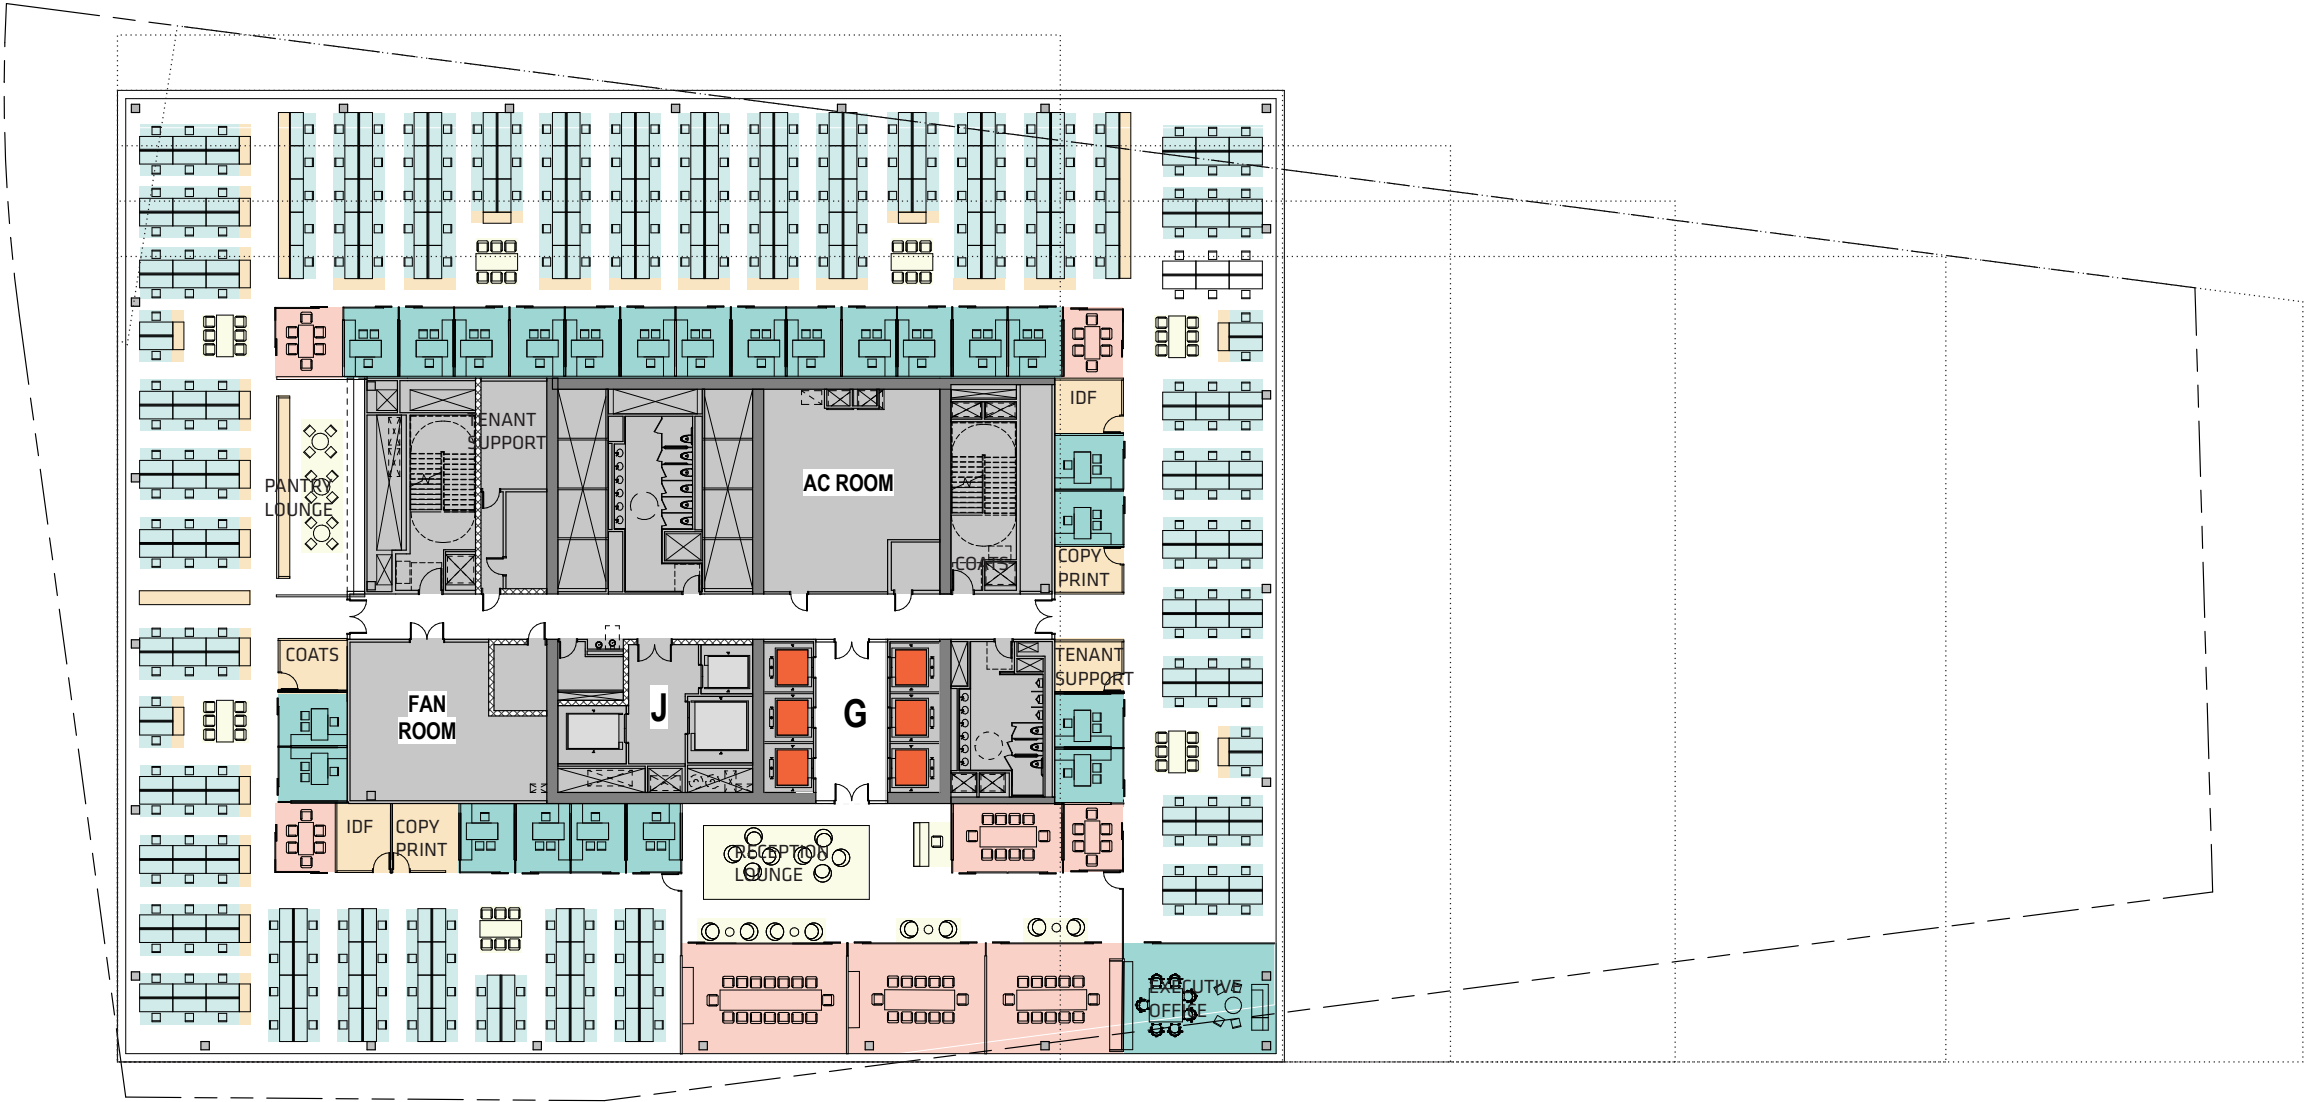 TENANT
SUPPORT
IDF
PANTRY
LOUNGE
AC ROOM
COATS
COPY
PRINT
COATS
TENANT
SUPPORT
FAN
ROOM
J
G
IDF
COPY
PRINT
RECEPTION
LOUNGE
EXECUTIVE
OFFICE